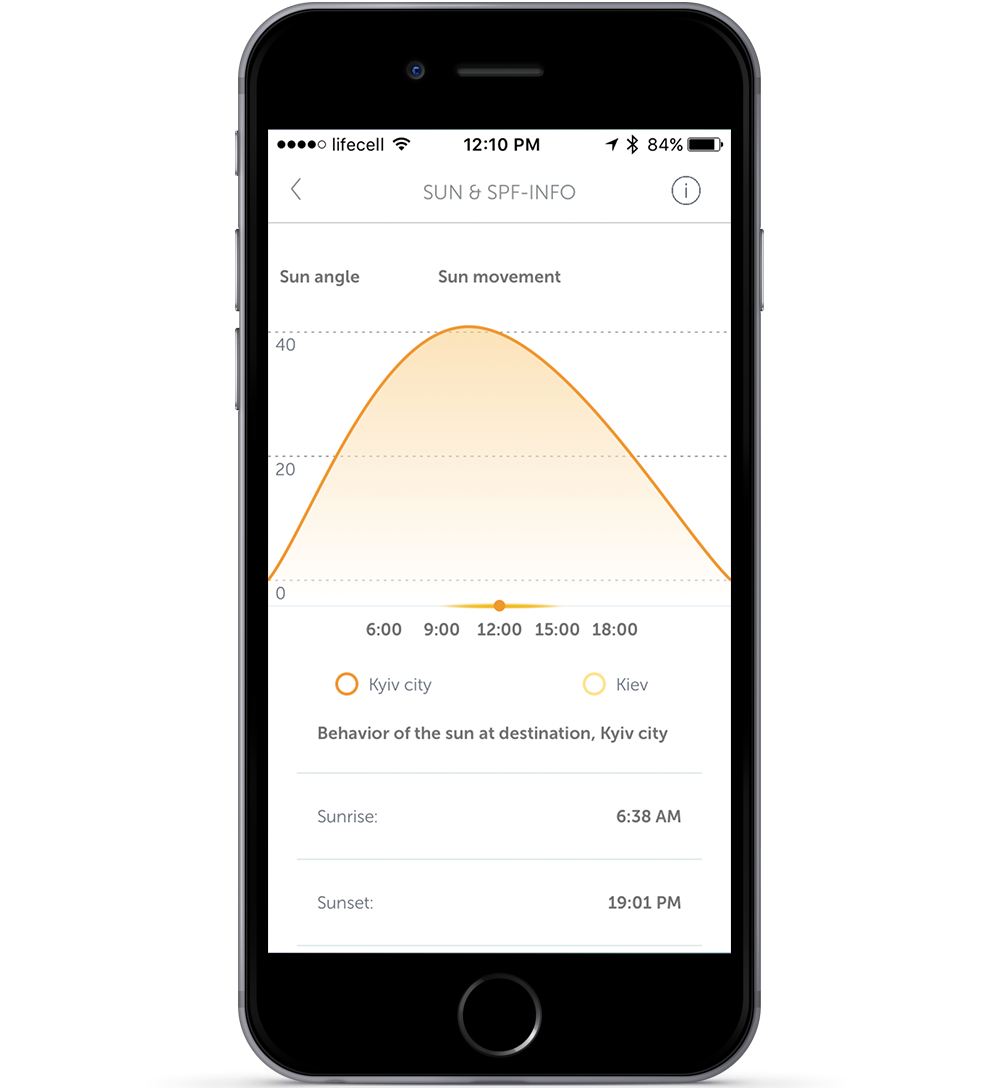 lifecell 12:10 PM 84%
SUN & SPF-INFO
Sun angle Sun movement
40
20
0
6:00 9:00 12:00 15:00 18:00
Kyiv city Kiev
Behavior of the sun at destination, Kyiv city
Sunrise: 6:38 AM
Sunset: 19:01 PM